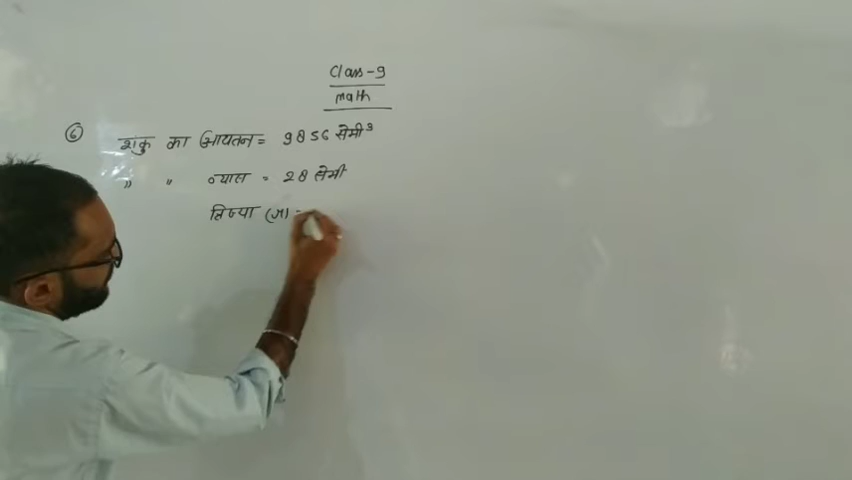 Class-9
math
⑥ शंकु का आयतन = 9856 सेमी³
" " व्यास = 28 सेमी
त्रिज्या (r) =